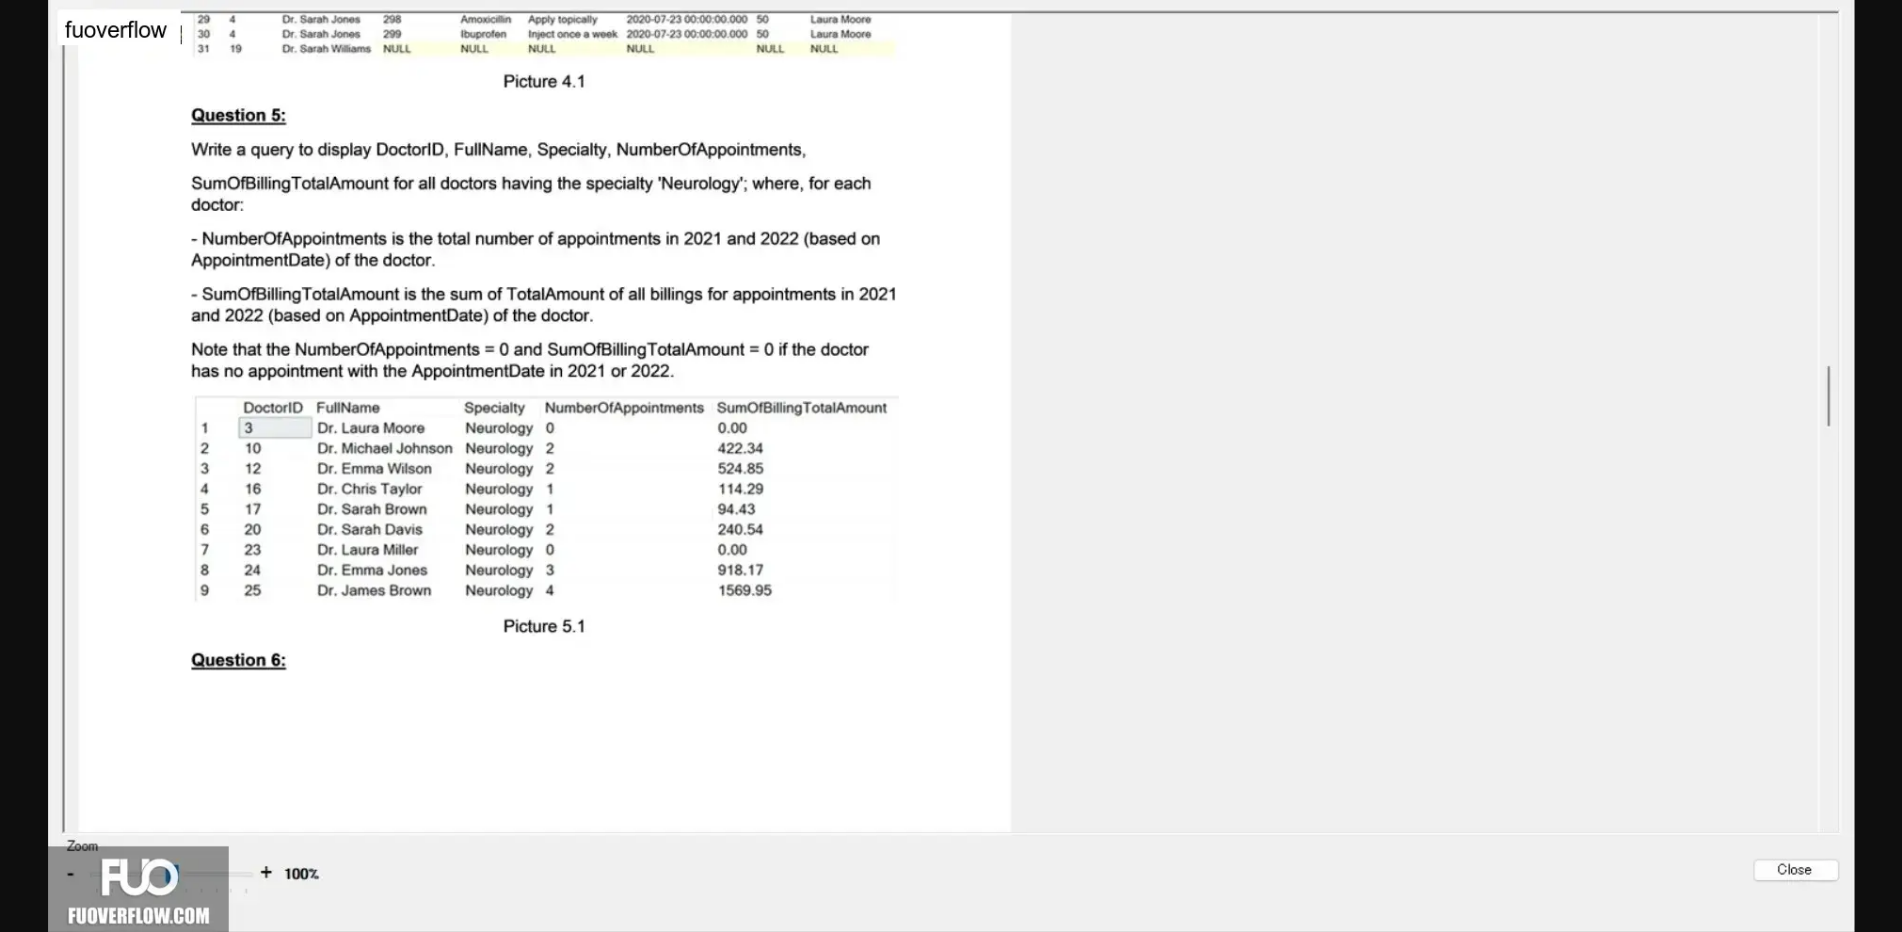 fuoverflow
29 4 Dr. Sarah Jones 298 Amoxicillin Apply topically 2020-07-23 00:00:00.000 50 Laura Moore
30 4 Dr. Sarah Jones 299 Ibuprofen Inject once a week 2020-07-23 00:00:00.000 50 Laura Moore
31 19 Dr. Sarah Williams NULL NULL NULL NULL NULL NULL
Picture 4.1
Question 5:
Write a query to display DoctorID, FullName, Specialty, NumberOfAppointments,
SumOfBillingTotalAmount for all doctors having the specialty 'Neurology'; where, for each
doctor:
- NumberOfAppointments is the total number of appointments in 2021 and 2022 (based on
AppointmentDate) of the doctor.
- SumOfBillingTotalAmount is the sum of TotalAmount of all billings for appointments in 2021
and 2022 (based on AppointmentDate) of the doctor.
Note that the NumberOfAppointments = 0 and SumOfBillingTotalAmount = 0 if the doctor
has no appointment with the AppointmentDate in 2021 or 2022.
DoctorID FullName Specialty NumberOfAppointments SumOfBillingTotalAmount
1 3 Dr. Laura Moore Neurology 0 0.00
2 10 Dr. Michael Johnson Neurology 2 422.34
3 12 Dr. Emma Wilson Neurology 2 524.85
4 16 Dr. Chris Taylor Neurology 1 114.29
5 17 Dr. Sarah Brown Neurology 1 94.43
6 20 Dr. Sarah Davis Neurology 2 240.54
7 23 Dr. Laura Miller Neurology 0 0.00
8 24 Dr. Emma Jones Neurology 3 918.17
9 25 Dr. James Brown Neurology 4 1569.95
Picture 5.1
Question 6:
Zoom
- + 100%
Close
FUO
FUOVERFLOW.COM